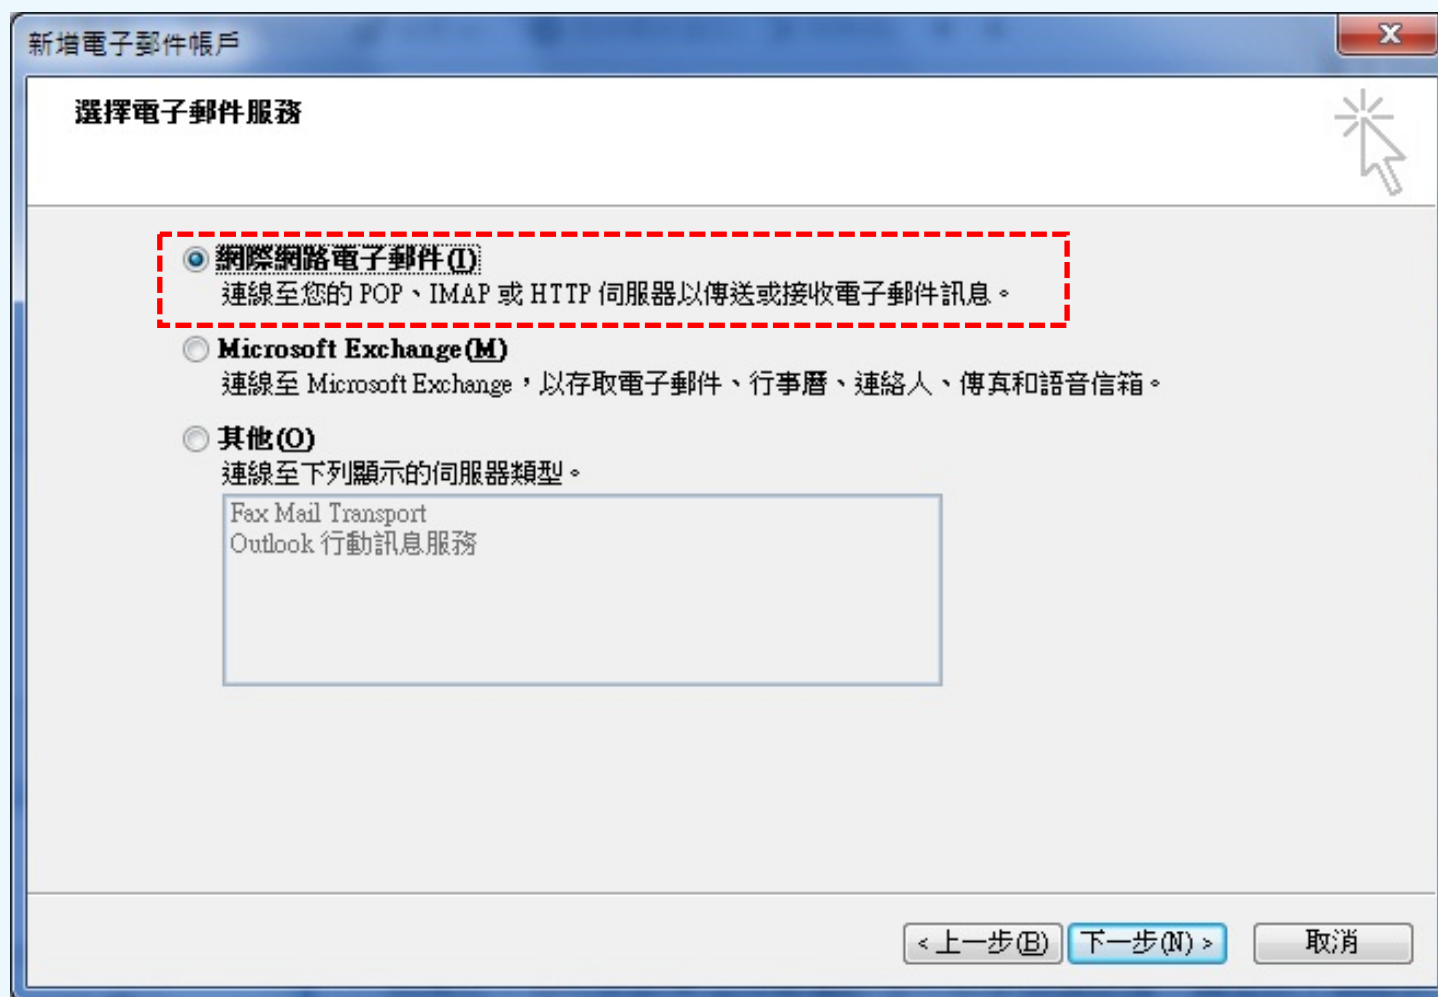 新增電子郵件帳戶
選擇電子郵件服務
網際網路電子郵件(I)
連線至您的 POP、IMAP 或 HTTP 伺服器以傳送或接收電子郵件訊息。
Microsoft Exchange(M)
連線至 Microsoft Exchange，以存取電子郵件、行事曆、連絡人、傳真和語音信箱。
其他(O)
連線至下列顯示的伺服器類型。
Fax Mail Transport
Outlook 行動訊息服務
< 上一步(B) 下一步(N) > 取消